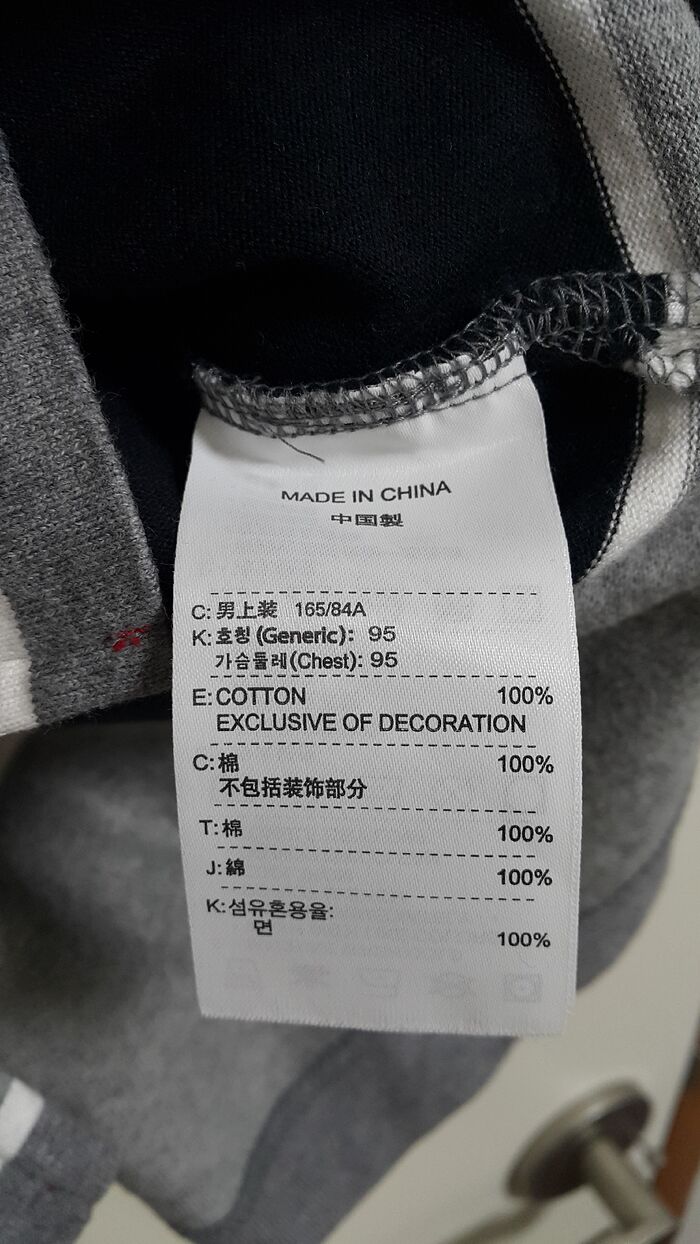 MADE IN CHINA
中国製
C: 男上装 165/84A
K: 호칭 (Generic): 95
가슴둘레(Chest): 95
E: COTTON 100%
EXCLUSIVE OF DECORATION
C: 棉 100%
不包括装饰部分
T: 棉 100%
J: 綿 100%
K: 섬유혼용율:
면 100%